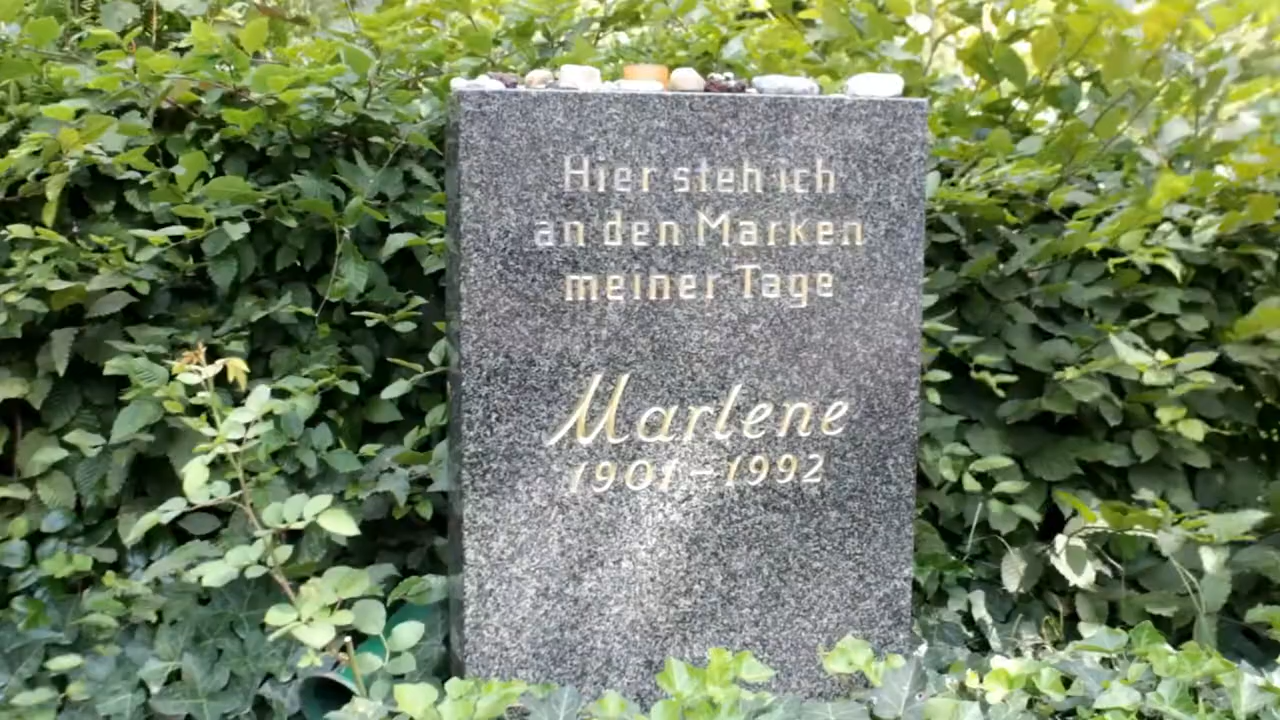 Hier steh ich
an den Marken
meiner Tage
Marlene
1901-1992